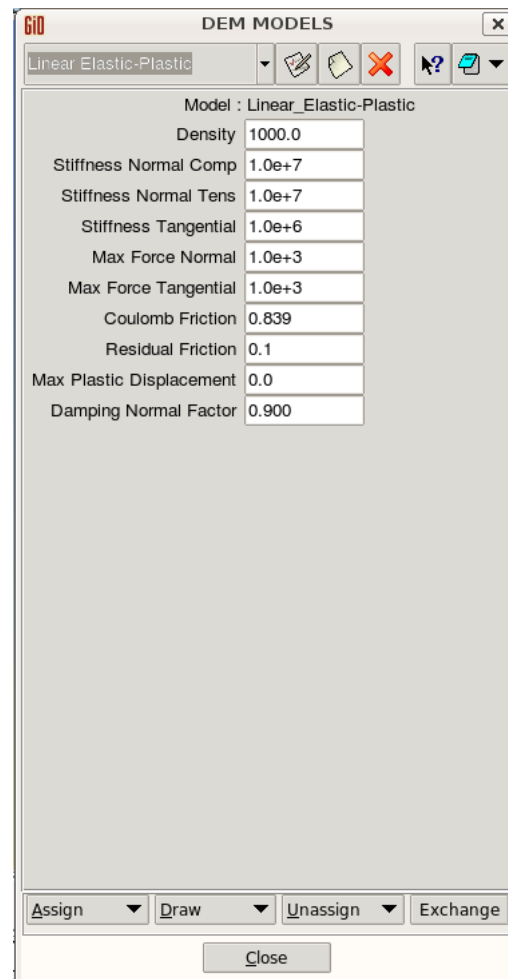 GiD DEM MODELS X
Linear Elastic-Plastic
Model : Linear_Elastic-Plastic
Density 1000.0
Stiffness Normal Comp 1.0e+7
Stiffness Normal Tens 1.0e+7
Stiffness Tangential 1.0e+6
Max Force Normal 1.0e+3
Max Force Tangential 1.0e+3
Coulomb Friction 0.839
Residual Friction 0.1
Max Plastic Displacement 0.0
Damping Normal Factor 0.900
Assign Draw Unassign Exchange
Close